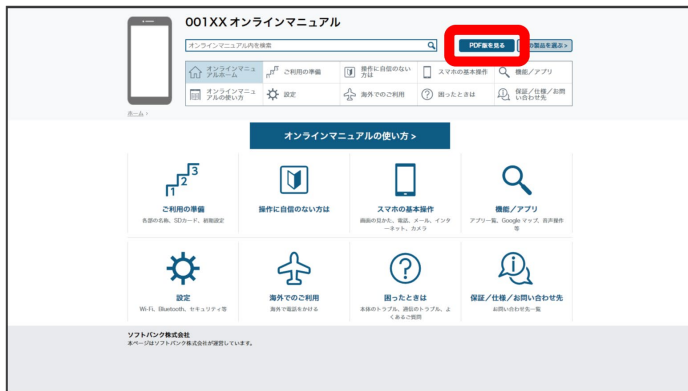 001XX オンラインマニュアル
オンラインマニュアル内を検索
PDF版を見る
の製品を選ぶ>
オンラインマニュ
アルホーム
ご利用の準備
操作に自信のない
方は
スマホの基本操作
機能/アプリ
オンラインマニュ
アルの使い方
設定
海外でのご利用
困ったときは
保証/仕様/お問
い合わせ先
ホーム >
オンラインマニュアルの使い方 >
1 2 3
ご利用の準備
各部の名称、SDカード、初期設定
操作に自信のない方は
スマホの基本操作
画面の見かた、電話、メール、インタ
ーネット、カメラ
機能/アプリ
アプリ一覧、Google マップ、音声操作
等
設定
Wi-Fi、Bluetooth、セキュリティ等
海外でのご利用
海外で電話をかける
困ったときは
本体のトラブル、通信のトラブル、よ
くあるご質問
保証/仕様/お問い合わせ先
お問い合わせ先一覧
ソフトバンク株式会社
本ページはソフトバンク株式会社が運営しています。